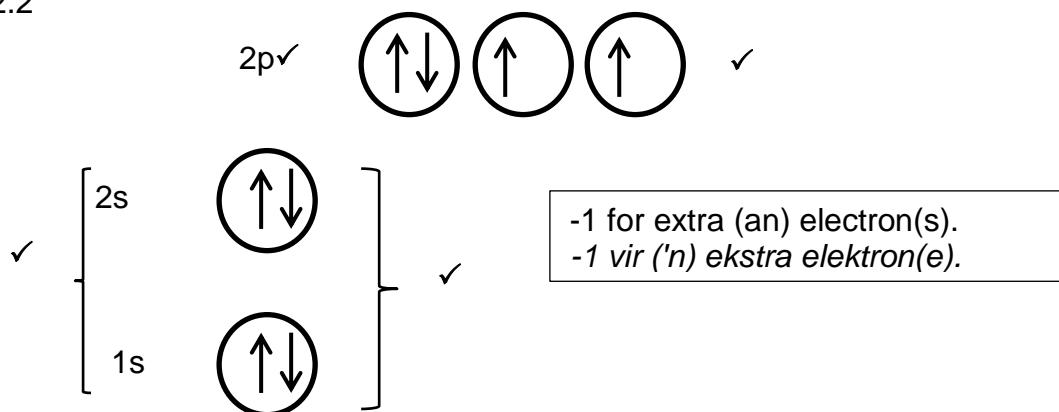 2.2
2p✓ ✓
-1 for extra (an) electron(s).
-1 vir ('n) ekstra elektron(e).
2s
✓ ✓
1s